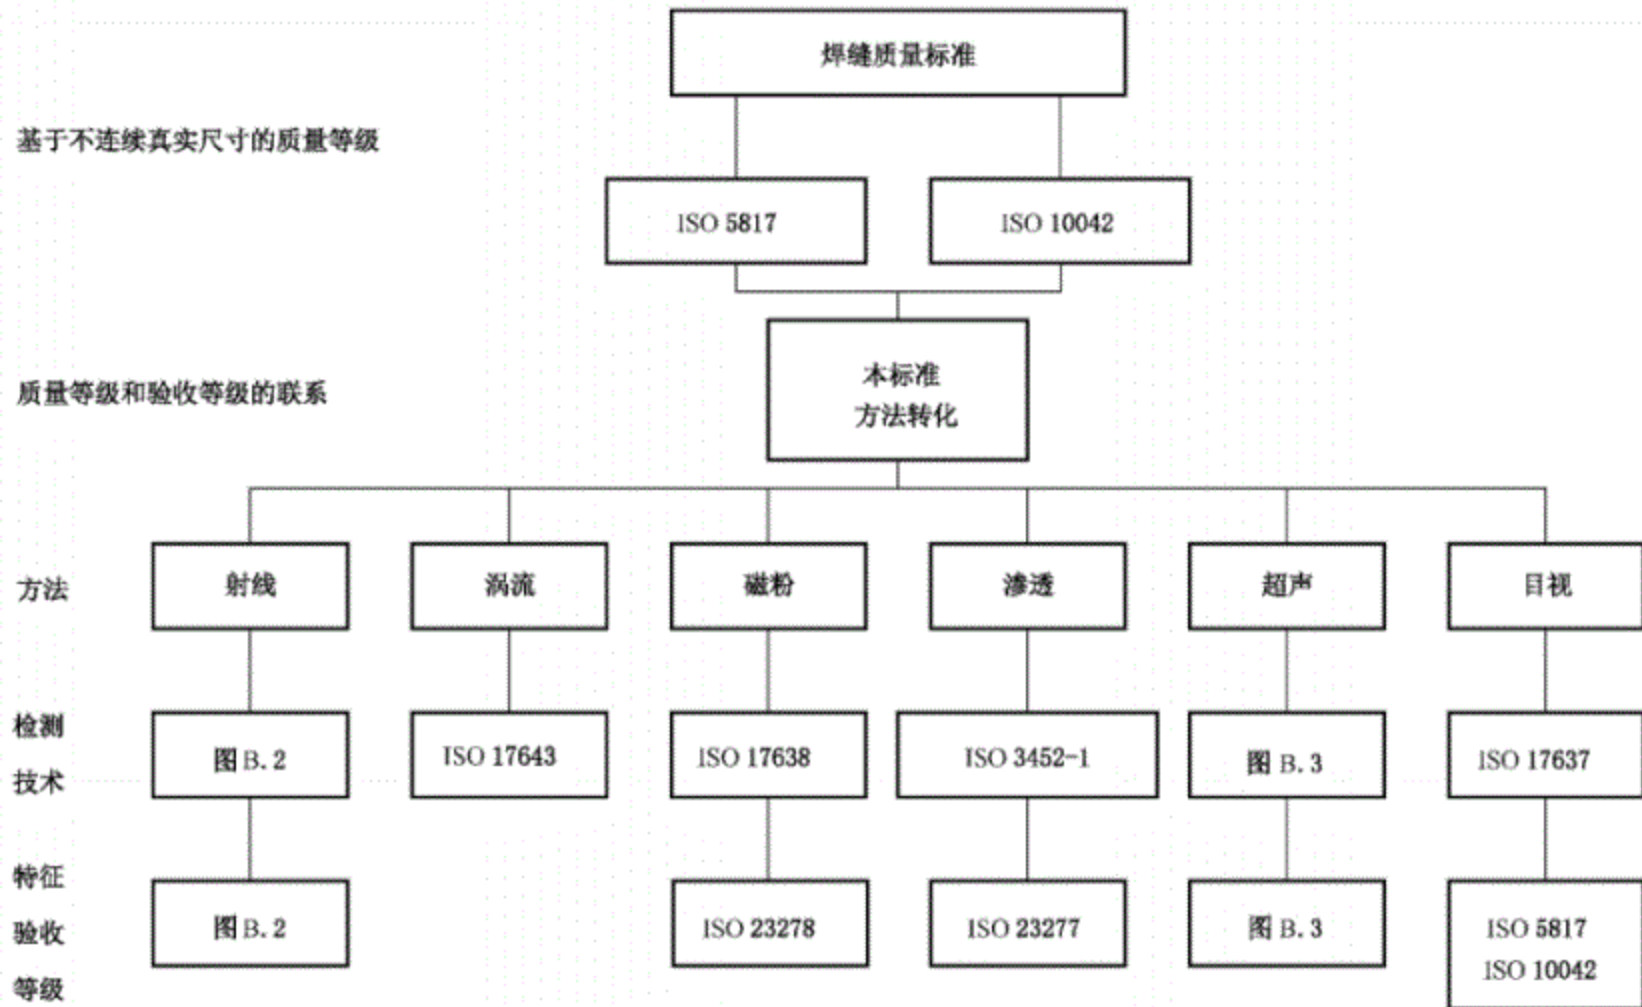 焊缝质量标准
基于不连续真实尺寸的质量等级
ISO 5817
ISO 10042
质量等级和验收等级的联系
本标准
方法转化
方法
射线
涡流
磁粉
渗透
超声
目视
检测
技术
图 B. 2
ISO 17643
ISO 17638
ISO 3452-1
图 B. 3
ISO 17637
特征
验收
等级
图 B. 2
ISO 23278
ISO 23277
图 B. 3
ISO 5817
ISO 10042